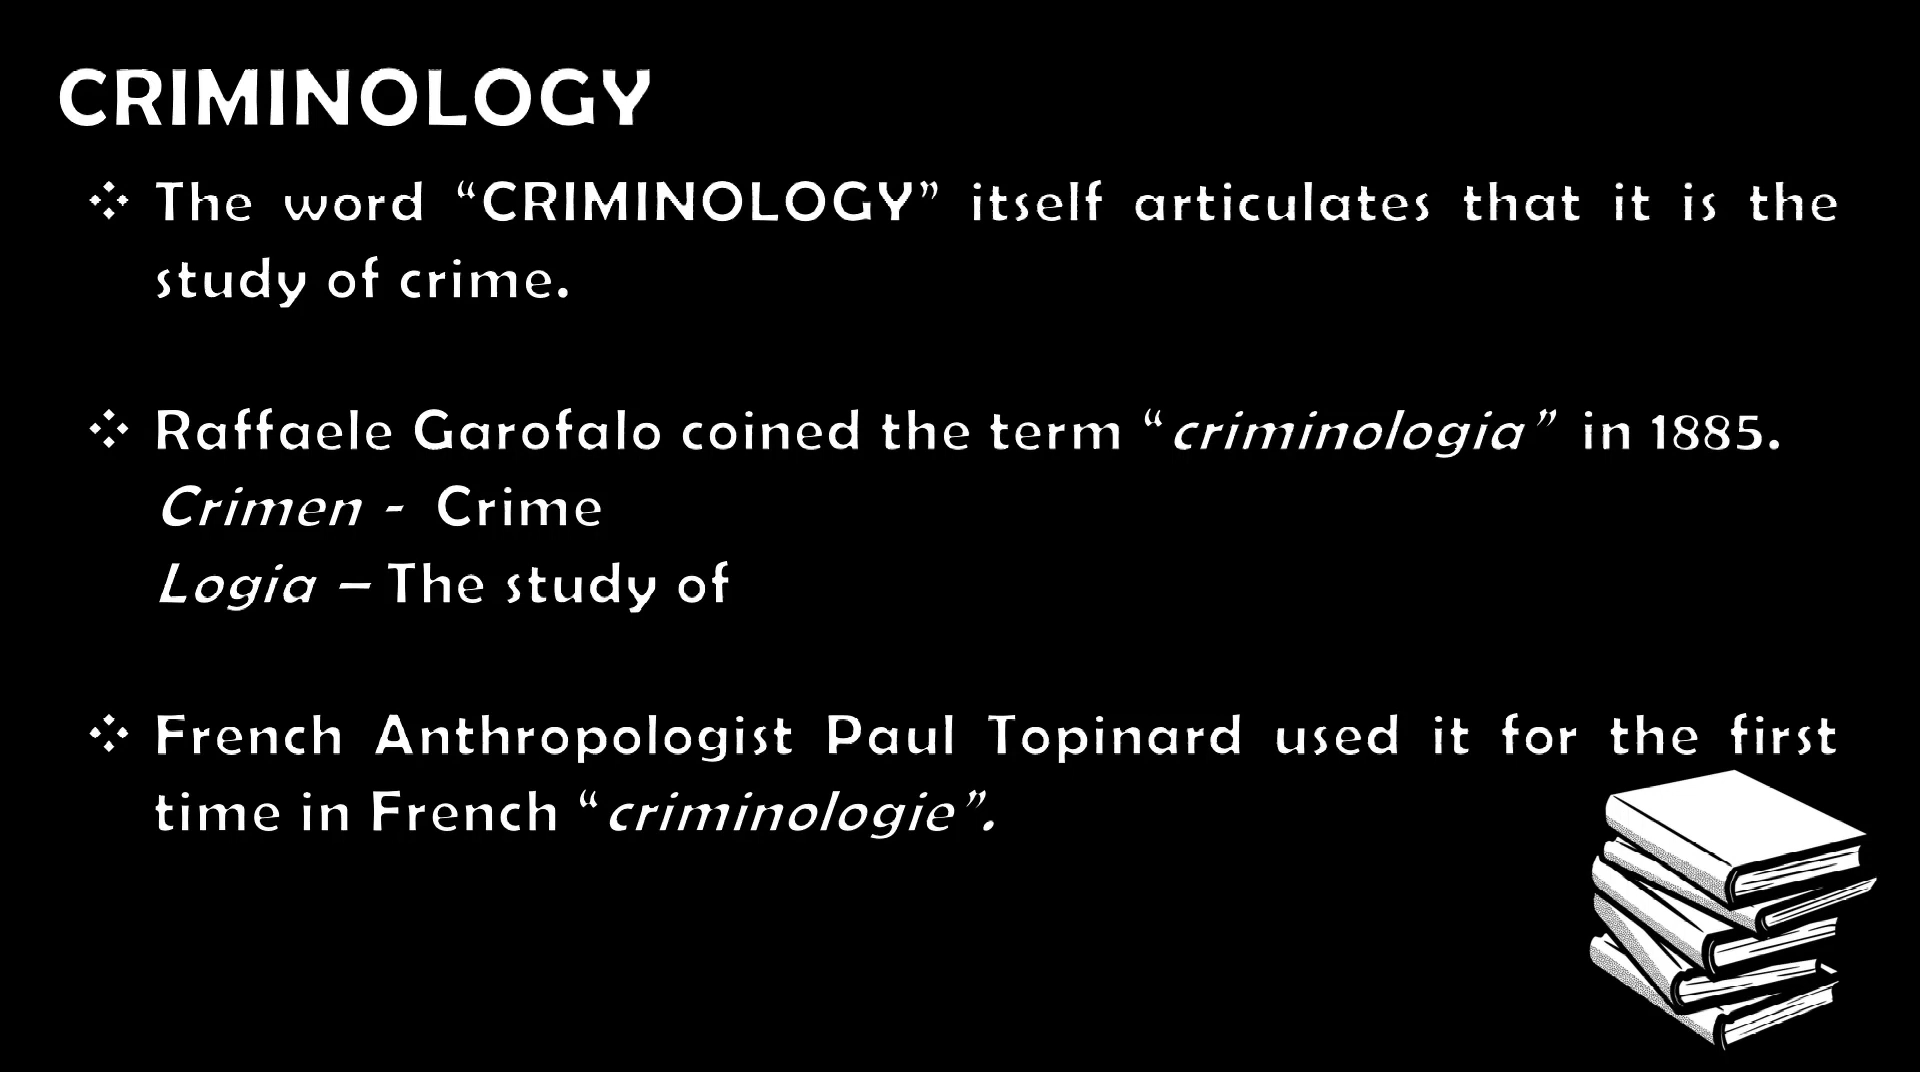 CRIMINOLOGY
❖ The word “CRIMINOLOGY” itself articulates that it is the
study of crime.
❖ Raffaele Garofalo coined the term “criminologia” in 1885.
Crimen - Crime
Logia – The study of
❖ French Anthropologist Paul Topinard used it for the first
time in French “criminologie”.